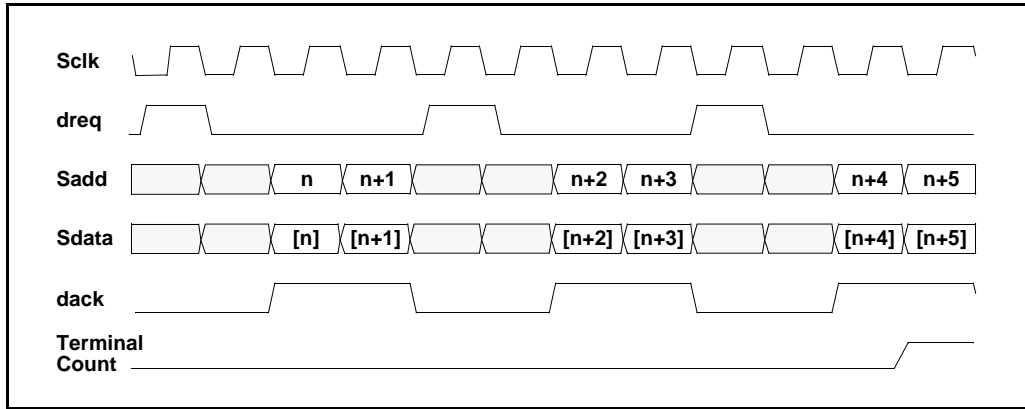 Sclk
dreq
Sadd n n+1 n+2 n+3 n+4 n+5
Sdata [n] [n+1] [n+2] [n+3] [n+4] [n+5]
dack
Terminal
Count